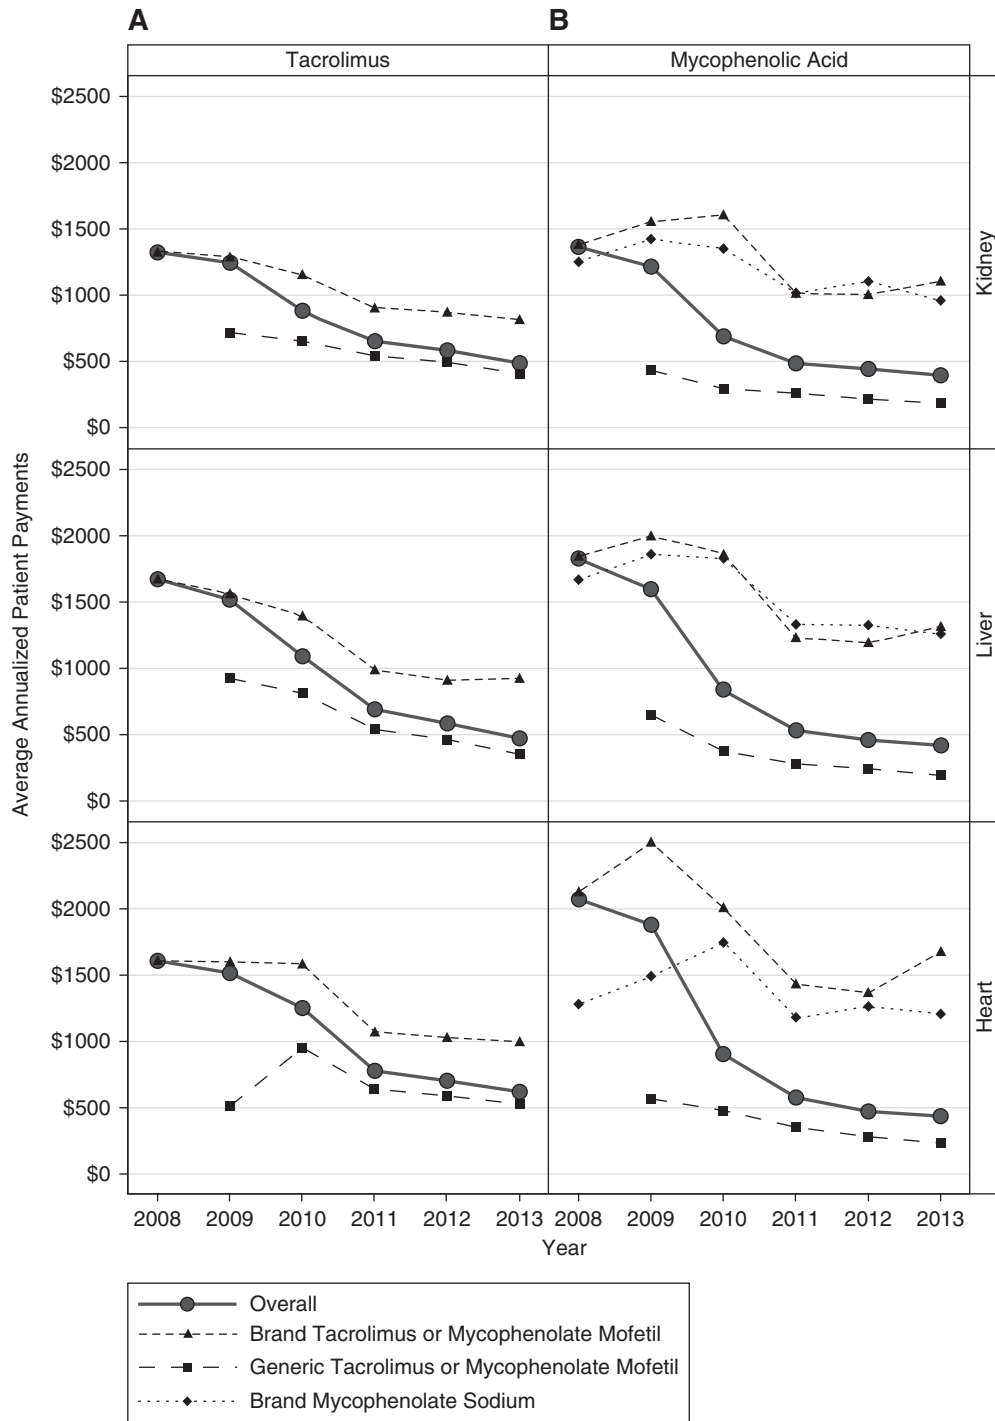 A B
Tacrolimus Mycophenolic Acid
$2500
$2000
$1500
$1000
$500
$0
Kidney
$2500
$2000
$1500
$1000
$500
$0
Liver
$2500
$2000
$1500
$1000
$500
$0
Heart
Average Annualized Patient Payments
2008 2009 2010 2011 2012 2013 2008 2009 2010 2011 2012 2013
Year
Overall
Brand Tacrolimus or Mycophenolate Mofetil
Generic Tacrolimus or Mycophenolate Mofetil
Brand Mycophenolate Sodium